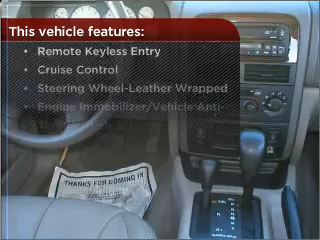 This vehicle features:
• Remote Keyless Entry
• Cruise Control
• Steering Wheel-Leather Wrapped
• Engine Immobilizer/Vehicle Anti-
THANKS FOR COMING IN